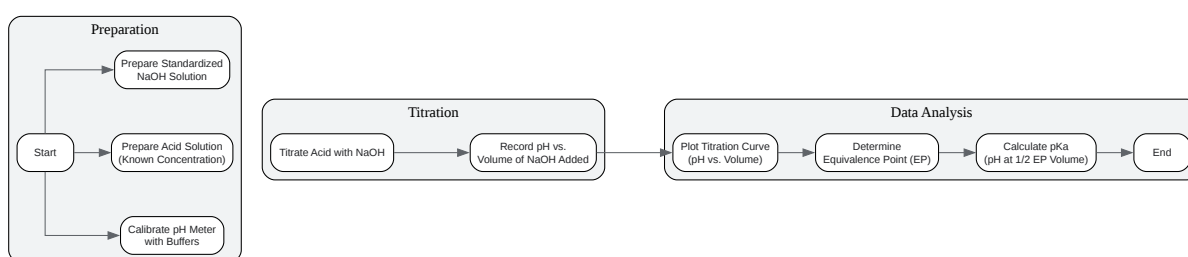 Preparation
Prepare Standardized
NaOH Solution
Start
Prepare Acid Solution
(Known Concentration)
Calibrate pH Meter
with Buffers
Titration
Titrate Acid with NaOH
Record pH vs.
Volume of NaOH Added
Data Analysis
Plot Titration Curve
(pH vs. Volume)
Determine
Equivalence Point (EP)
Calculate pKa
(pH at 1/2 EP Volume)
End